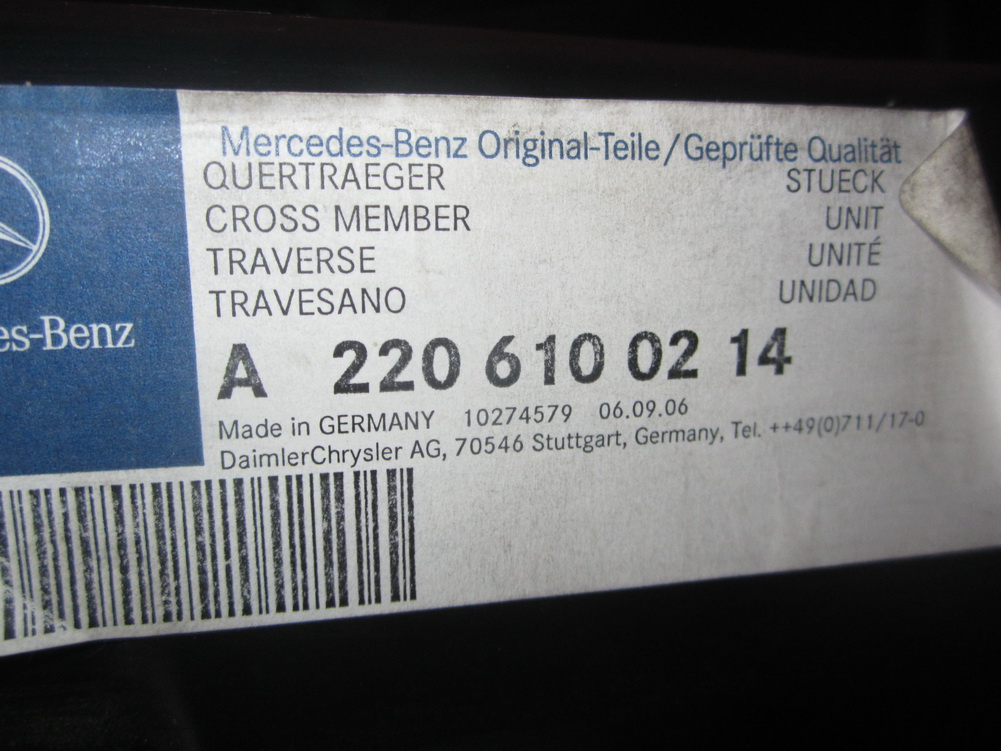 Mercedes-Benz Original-Teile/Geprüfte Qualität
QUERTRAEGER STUECK
CROSS MEMBER UNIT
TRAVERSE UNITÉ
TRAVESANO UNIDAD
es-Benz
A 220 610 02 14
Made in GERMANY 10274579 06.09.06
DaimlerChrysler AG, 70546 Stuttgart, Germany, Tel. ++49(0)711/17-0